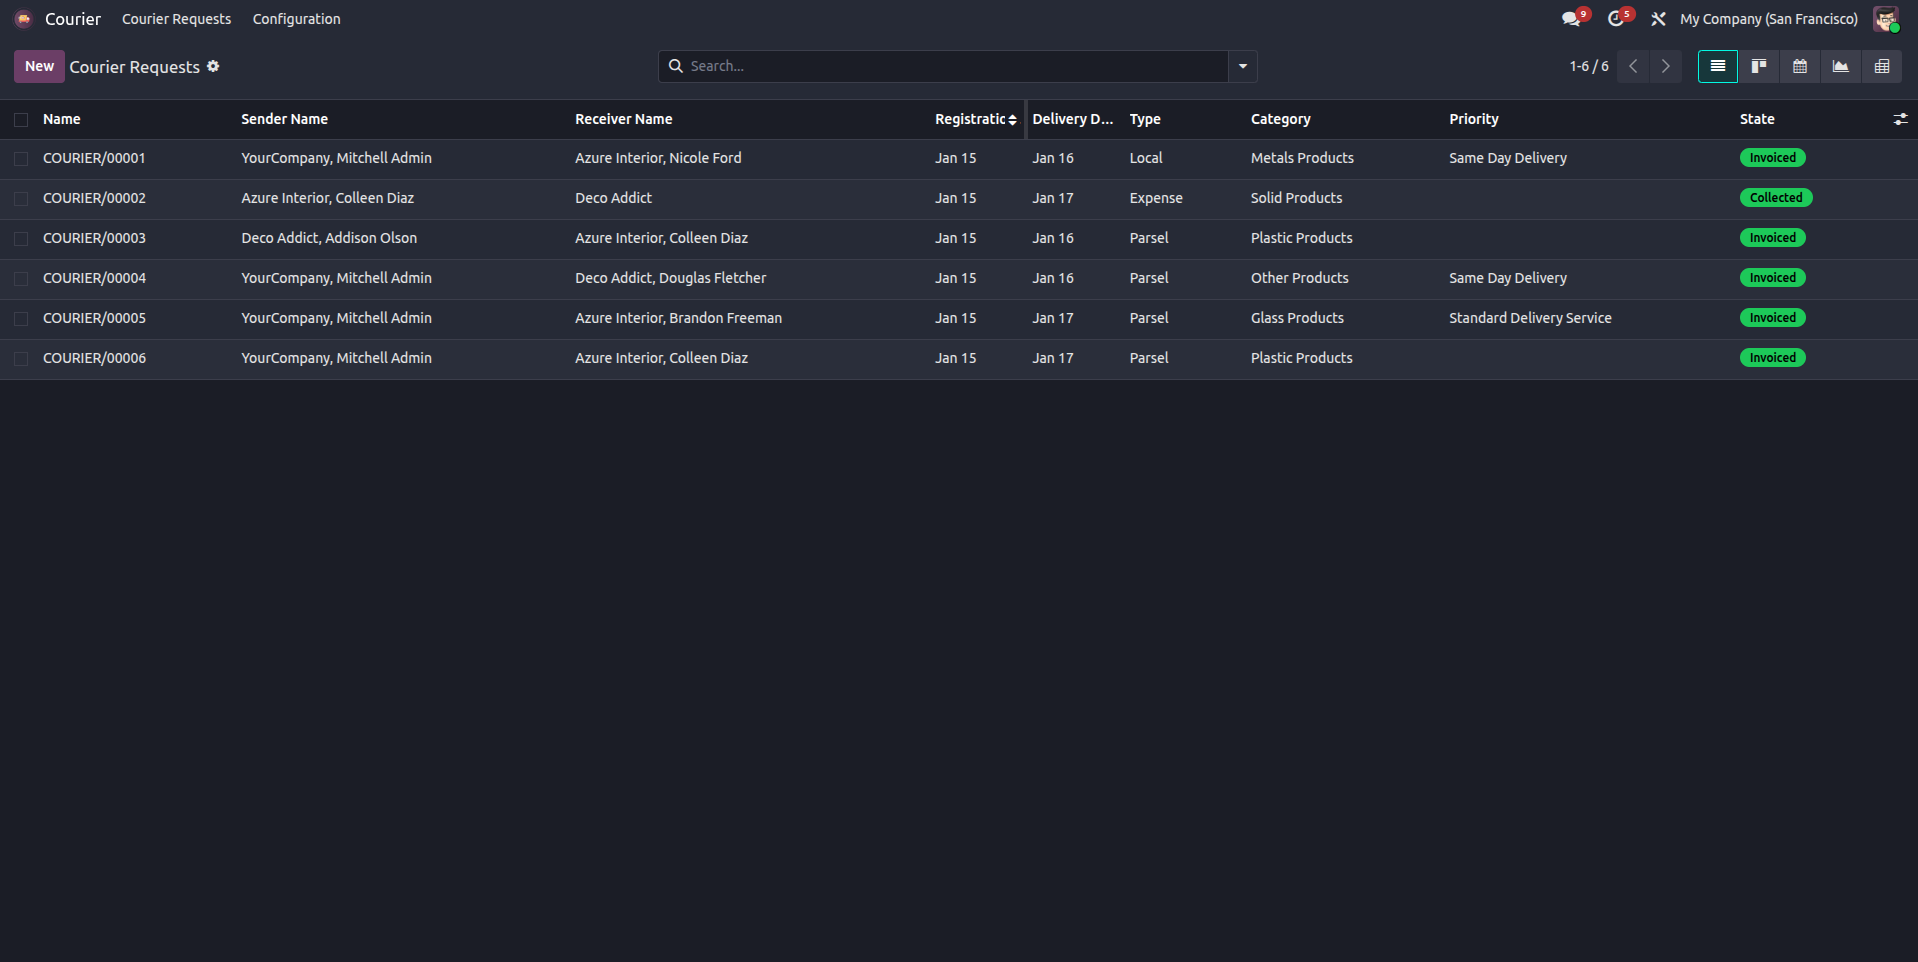 Courier Courier Requests Configuration 9 5 My Company (San Francisco)
New Courier Requests Search... 1-6 / 6
Name Sender Name Receiver Name Registratic Delivery D... Type Category Priority State
COURIER/00001 YourCompany, Mitchell Admin Azure Interior, Nicole Ford Jan 15 Jan 16 Local Metals Products Same Day Delivery Invoiced
COURIER/00002 Azure Interior, Colleen Diaz Deco Addict Jan 15 Jan 17 Expense Solid Products Collected
COURIER/00003 Deco Addict, Addison Olson Azure Interior, Colleen Diaz Jan 15 Jan 16 Parsel Plastic Products Invoiced
COURIER/00004 YourCompany, Mitchell Admin Deco Addict, Douglas Fletcher Jan 15 Jan 16 Parsel Other Products Same Day Delivery Invoiced
COURIER/00005 YourCompany, Mitchell Admin Azure Interior, Brandon Freeman Jan 15 Jan 17 Parsel Glass Products Standard Delivery Service Invoiced
COURIER/00006 YourCompany, Mitchell Admin Azure Interior, Colleen Diaz Jan 15 Jan 17 Parsel Plastic Products Invoiced